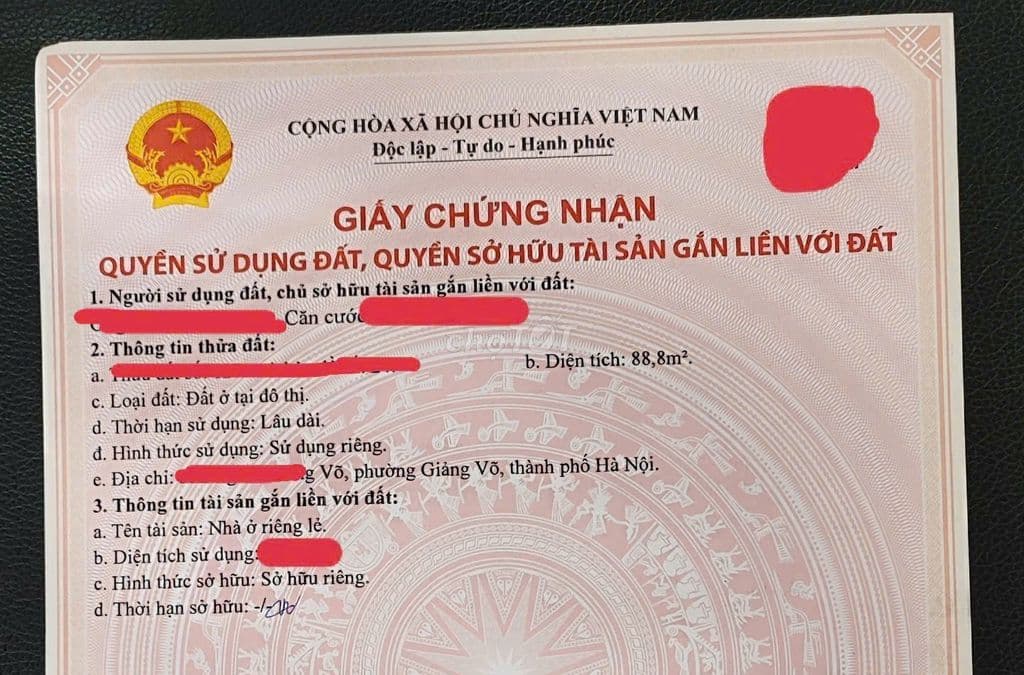 CỘNG HÒA XÃ HỘI CHỦ NGHĨA VIỆT NAM
Độc lập - Tự do - Hạnh phúc
GIẤY CHỨNG NHẬN
QUYỀN SỬ DỤNG ĐẤT, QUYỀN SỞ HỮU TÀI SẢN GẮN LIỀN VỚI ĐẤT
1. Người sử dụng đất, chủ sở hữu tài sản gắn liền với đất:
Căn cước
chợTỐT
2. Thông tin thửa đất:
a. b. Diện tích: 88,8m².
c. Loại đất: Đất ở tại đô thị.
d. Thời hạn sử dụng: Lâu dài.
đ. Hình thức sử dụng: Sử dụng riêng.
e. Địa chỉ: g Võ, phường Giảng Võ, thành phố Hà Nội.
3. Thông tin tài sản gắn liền với đất:
a. Tên tài sản: Nhà ở riêng lẻ.
b. Diện tích sử dụng:
c. Hình thức sở hữu: Sở hữu riêng.
d. Thời hạn sở hữu: -/-